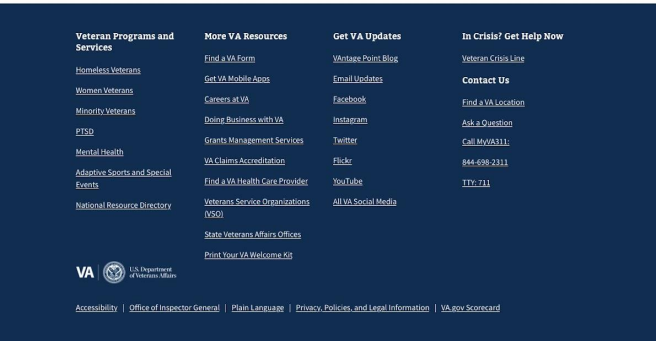 Veteran Programs and
Services
Homeless Veterans
Women Veterans
Minority Veterans
PTSD
Mental Health
Adaptive Sports and Special
Events
National Resource Directory
More VA Resources
Find a VA Form
Get VA Mobile Apps
Careers at VA
Doing Business with VA
Grants Management Services
VA Claims Accreditation
Find a VA Health Care Provider
Veterans Service Organizations
(VSO)
State Veterans Affairs Offices
Print Your VA Welcome Kit
Get VA Updates
VAntage Point Blog
Email Updates
Facebook
Instagram
Twitter
Flickr
YouTube
All VA Social Media
In Crisis? Get Help Now
Veteran Crisis Line
Contact Us
Find a VA Location
Ask a Question
Call MyVA311:
844-698-2311
TTY: 711
VA | U.S. Department
of Veterans Affairs
Accessibility | Office of Inspector General | Plain Language | Privacy, Policies, and Legal Information | VA.gov Scorecard